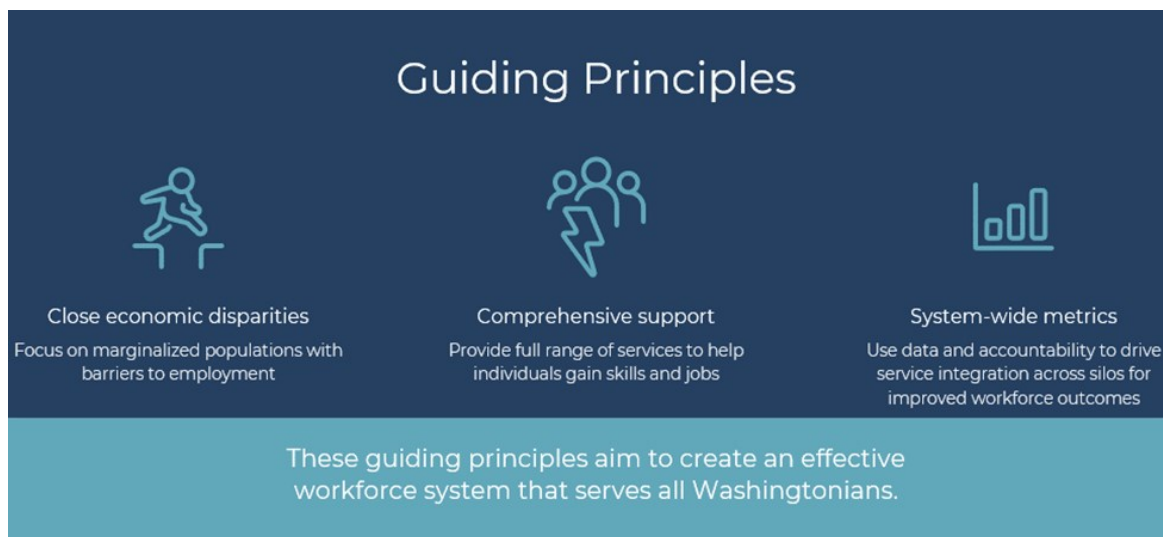 Guiding Principles
Close economic disparities
Focus on marginalized populations with
barriers to employment
Comprehensive support
Provide full range of services to help
individuals gain skills and jobs
System-wide metrics
Use data and accountability to drive
service integration across silos for
improved workforce outcomes
These guiding principles aim to create an effective
workforce system that serves all Washingtonians.